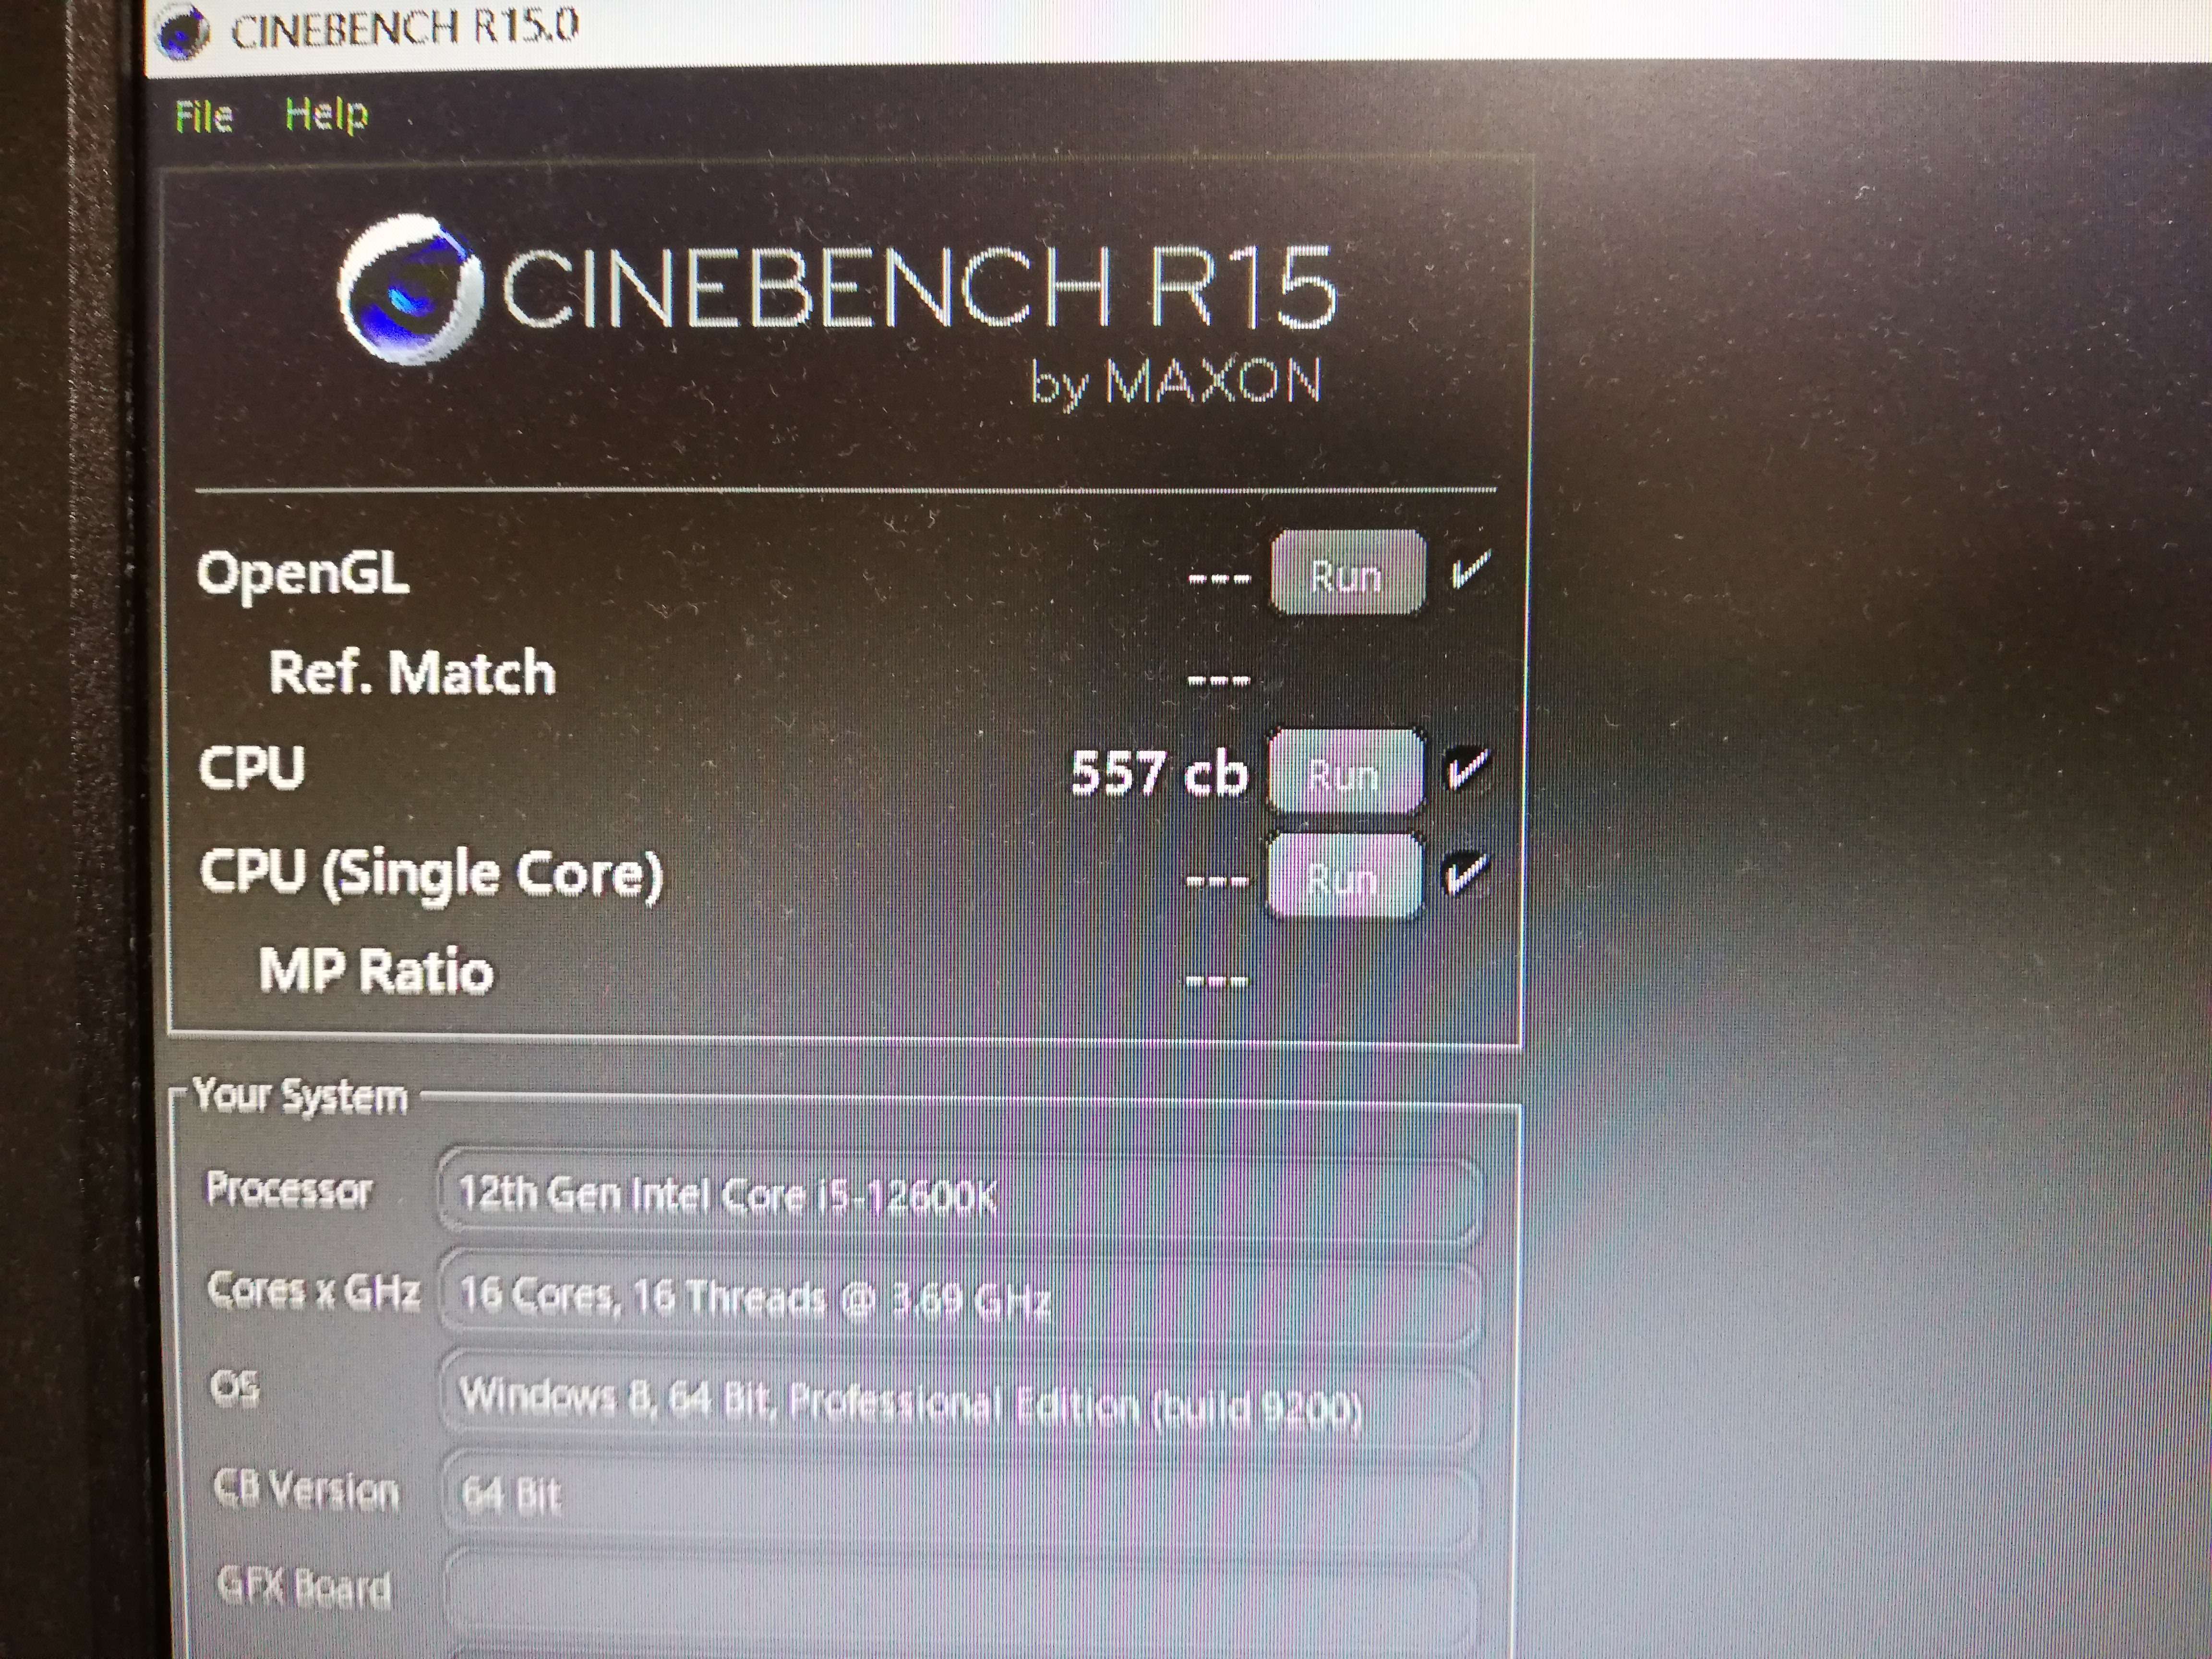 CINEBENCH R15.0
File Help
CINEBENCH R15
by MAXON
OpenGL --- Run
Ref. Match ---
CPU 557 cb Run
CPU (Single Core) --- Run
MP Ratio ---
Your System
Processor 12th Gen Intel Core i5-12600K
Cores x GHz 16 Cores, 16 Threads @ 3.69 GHz
OS Windows 8, 64 Bit, Professional Edition (build 9200)
CB Version 64 Bit
GFX Board